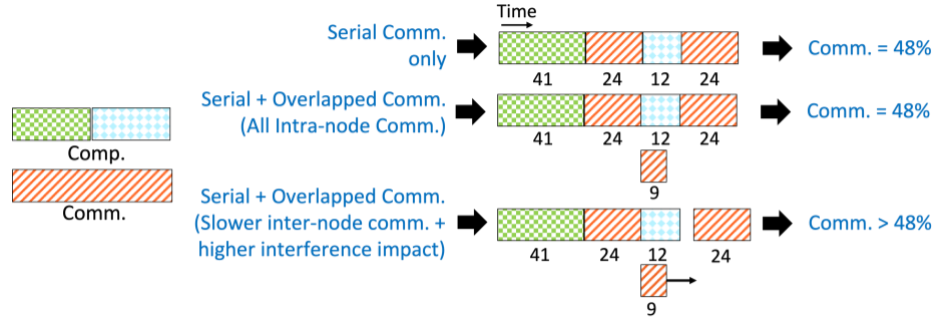 Time
Serial Comm.
only
Comm. = 48%
41 24 12 24
Serial + Overlapped Comm.
(All Intra-node Comm.)
Comm. = 48%
41 24 12 24
9
Comp.
Comm.
Serial + Overlapped Comm.
(Slower inter-node comm. +
higher interference impact)
Comm. > 48%
41 24 12 24
9